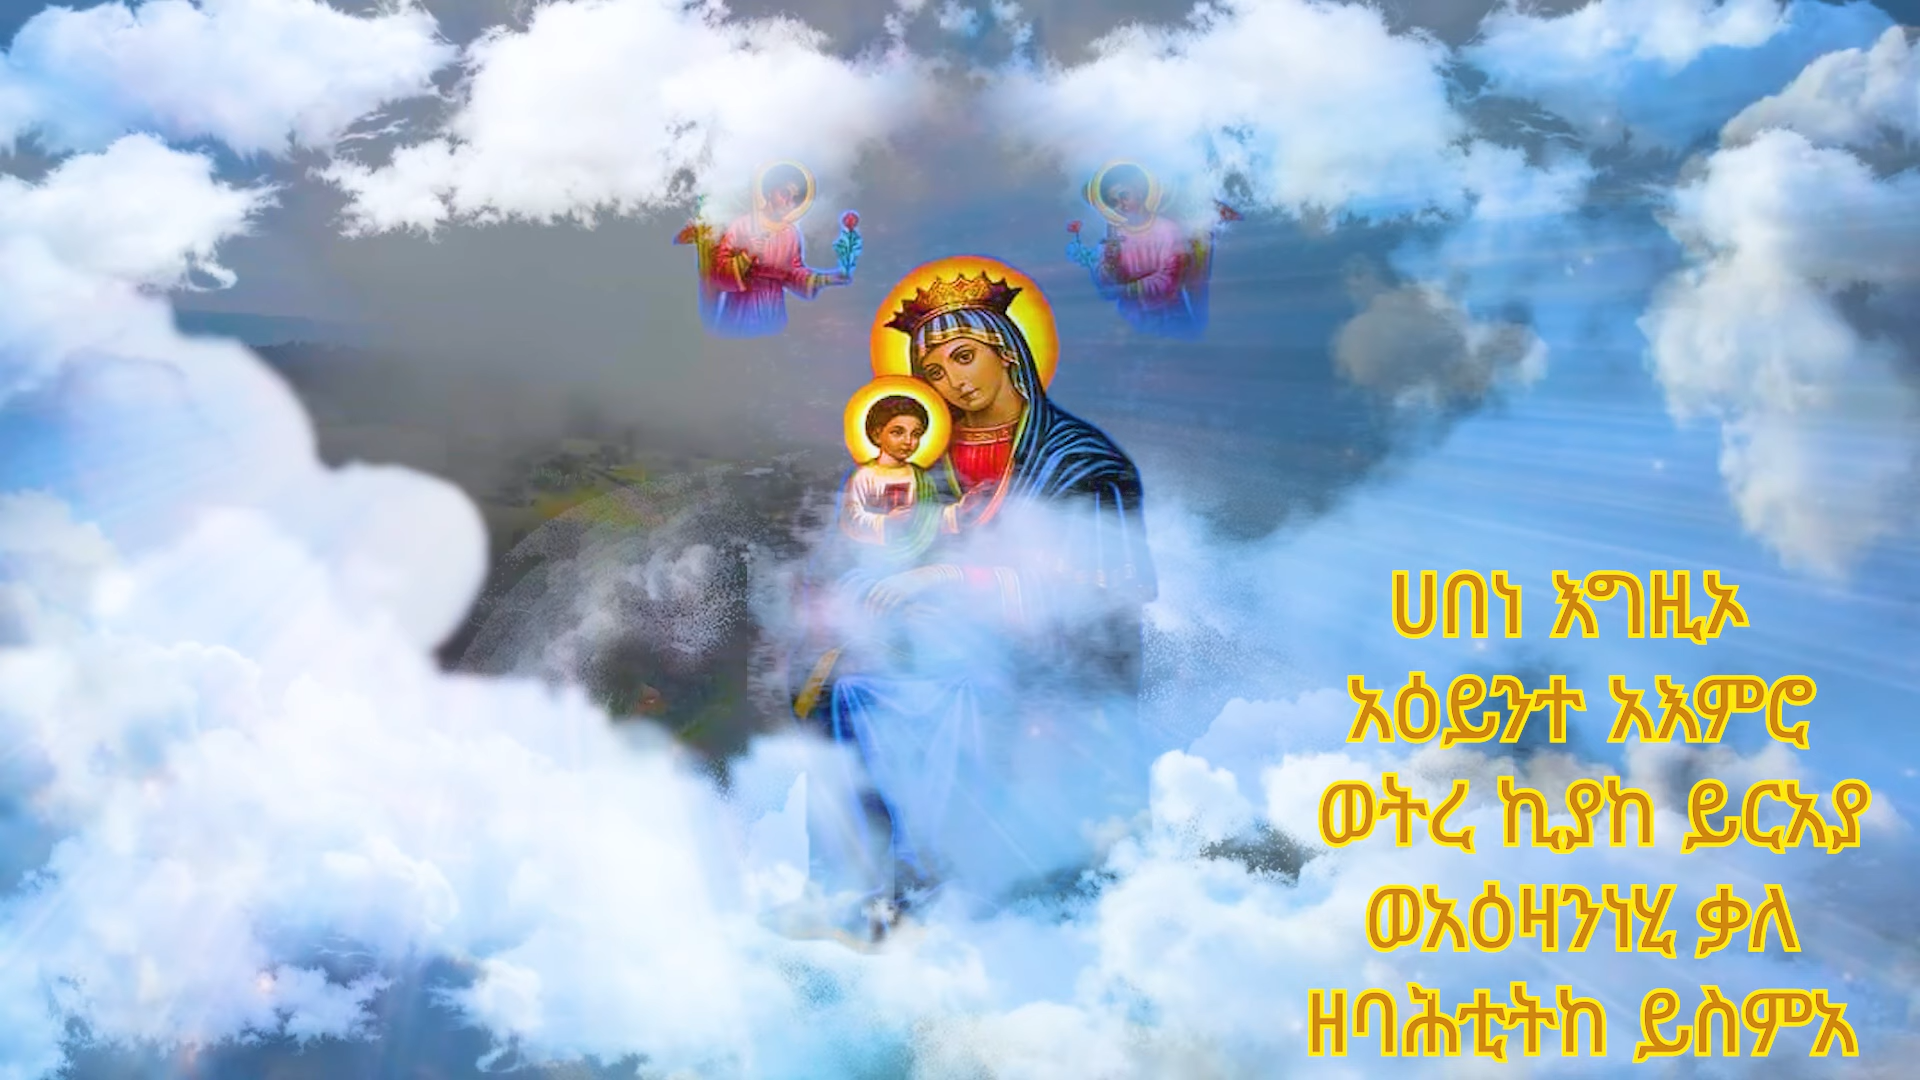 ሀበነ እግዚኦ
አዕይንተ አእምሮ
ወትረ ኪያከ ይርአያ
ወአዕዛንነሂ ቃለ
ዘባሕቲትከ ይስምአ